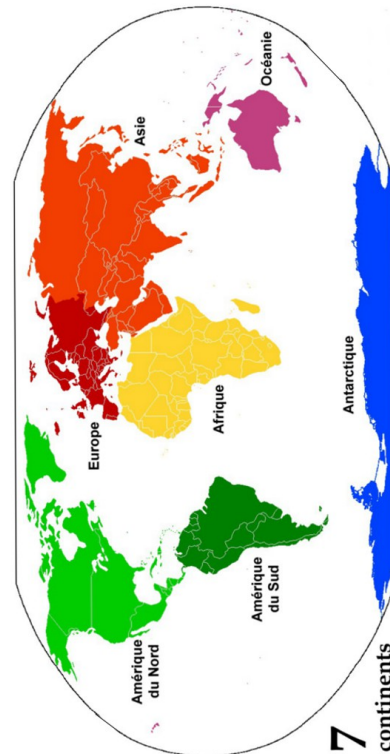 Amérique
du Nord
Europe
Asie
Océanie
Afrique
Amérique
du Sud
Antarctique
7
continents